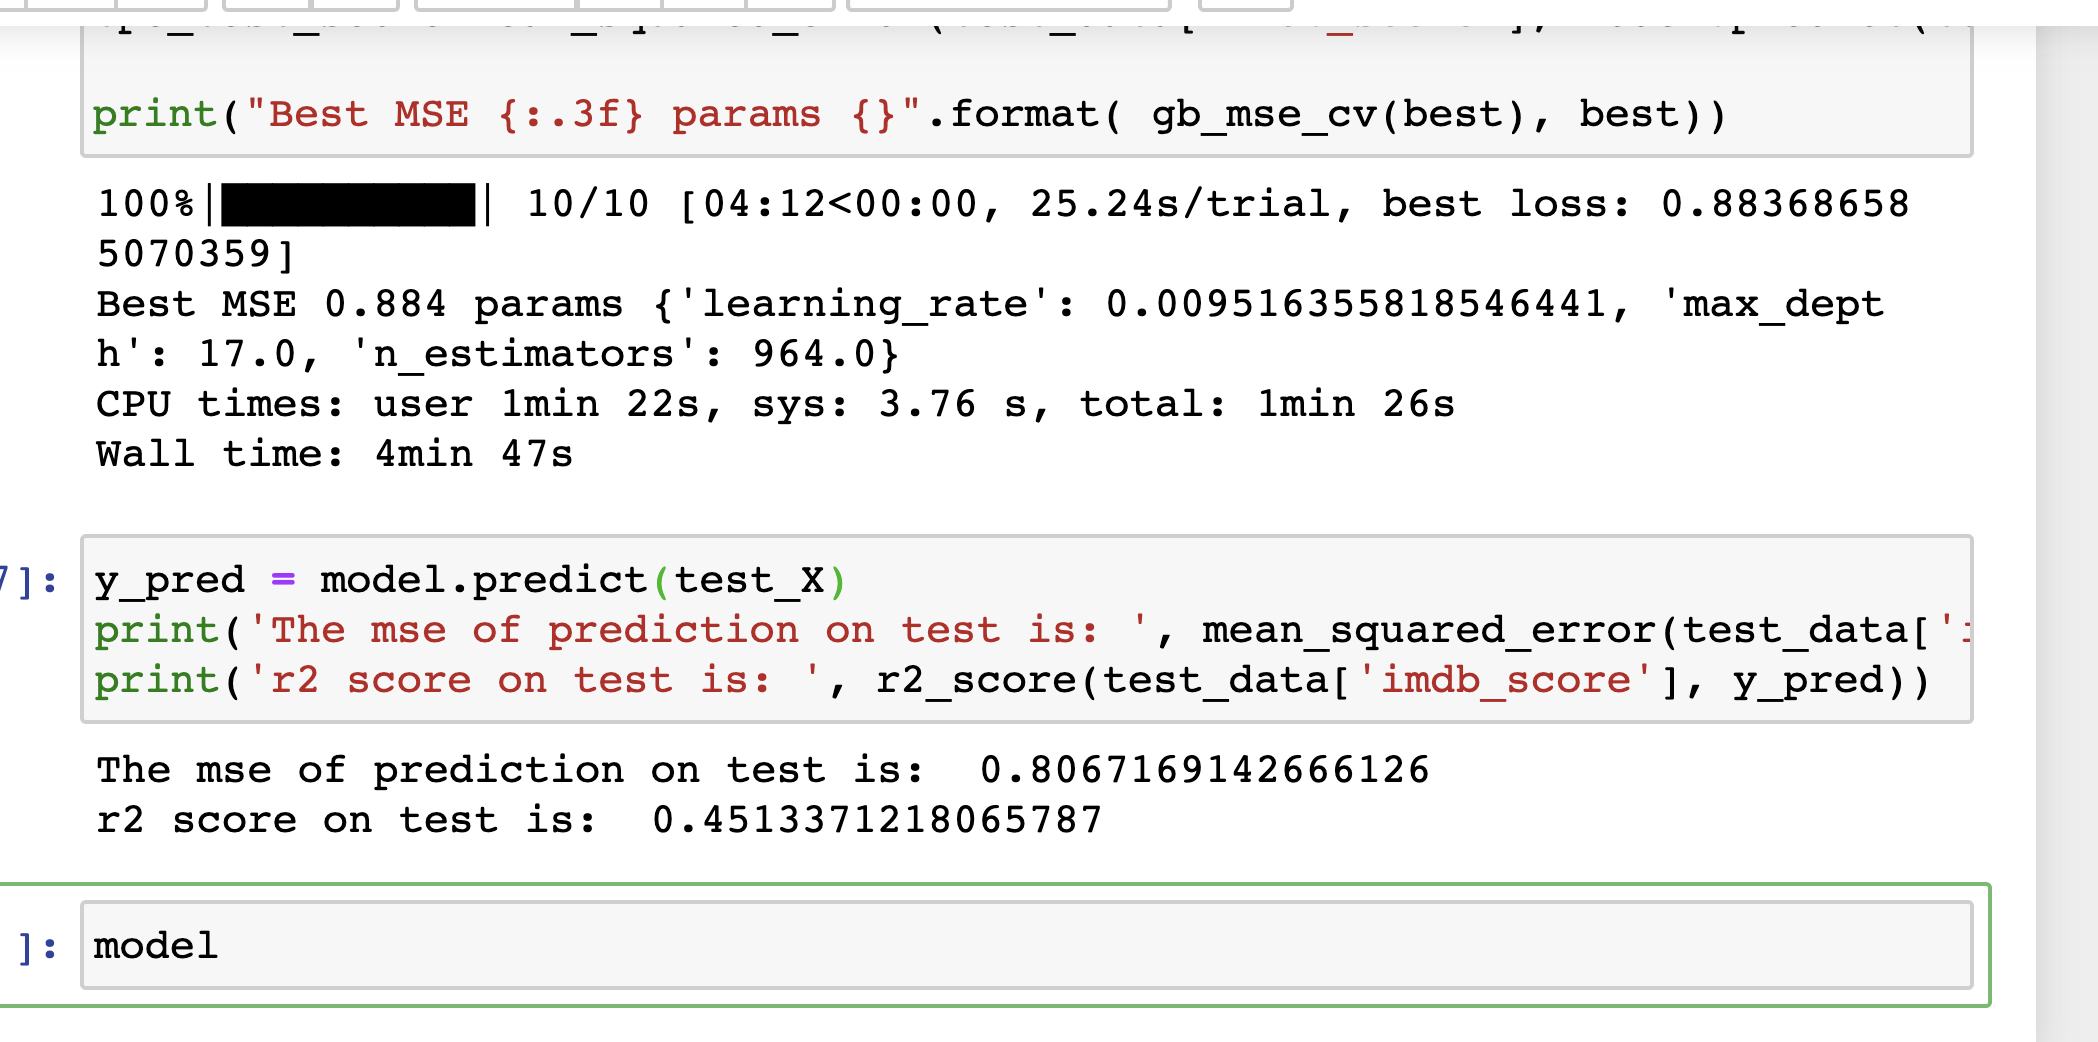 print("Best MSE {:.3f} params {}".format( gb_mse_cv(best), best))
100%|██████████| 10/10 [04:12<00:00, 25.24s/trial, best loss: 0.88368658
5070359]
Best MSE 0.884 params {'learning_rate': 0.009516355818546441, 'max_dept
h': 17.0, 'n_estimators': 964.0}
CPU times: user 1min 22s, sys: 3.76 s, total: 1min 26s
Wall time: 4min 47s
7]: y_pred = model.predict(test_X)
print('The mse of prediction on test is: ', mean_squared_error(test_data['i
print('r2 score on test is: ', r2_score(test_data['imdb_score'], y_pred))
The mse of prediction on test is:  0.8067169142666126
r2 score on test is:  0.4513371218065787
]: model